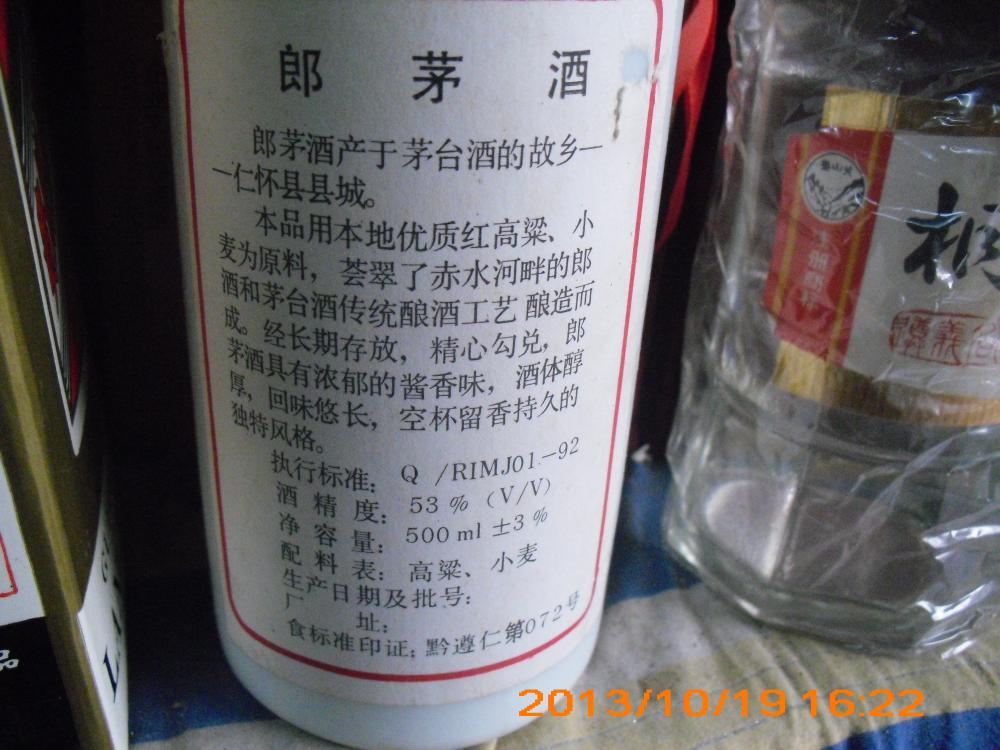 郎茅酒
郎茅酒产于茅台酒的故乡—
—仁怀县县城。
本品用本地优质红高粱、小
麦为原料，荟翠了赤水河畔的郎
酒和茅台酒传统酿酒工艺酿造而
成。经长期存放，精心勾兑，郎
茅酒具有浓郁的酱香味，酒体醇
厚，回味悠长，空杯留香持久的
独特风格。
执行标准：Q/RIMJ01-92
酒精度：53%（V/V）
净容量：500ml±3%
配料表：高粱、小麦
生产日期及批号：
厂址：
食标准印证：黔遵仁第072号
2013/10/19 16:22